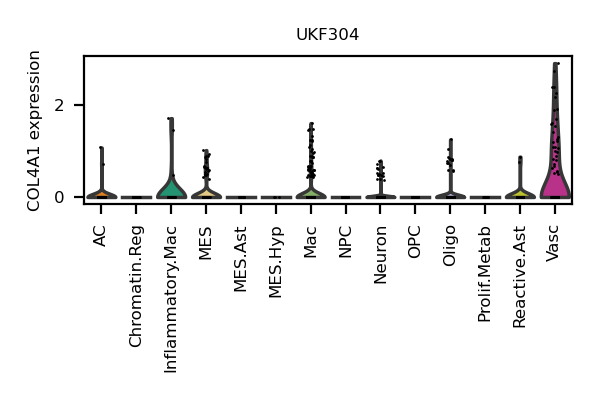 UKF304
COL4A1 expression
2
0
AC
Chromatin.Reg
Inflammatory.Mac
MES
MES.Ast
MES.Hyp
Mac
NPC
Neuron
OPC
Oligo
Prolif.Metab
Reactive.Ast
Vasc